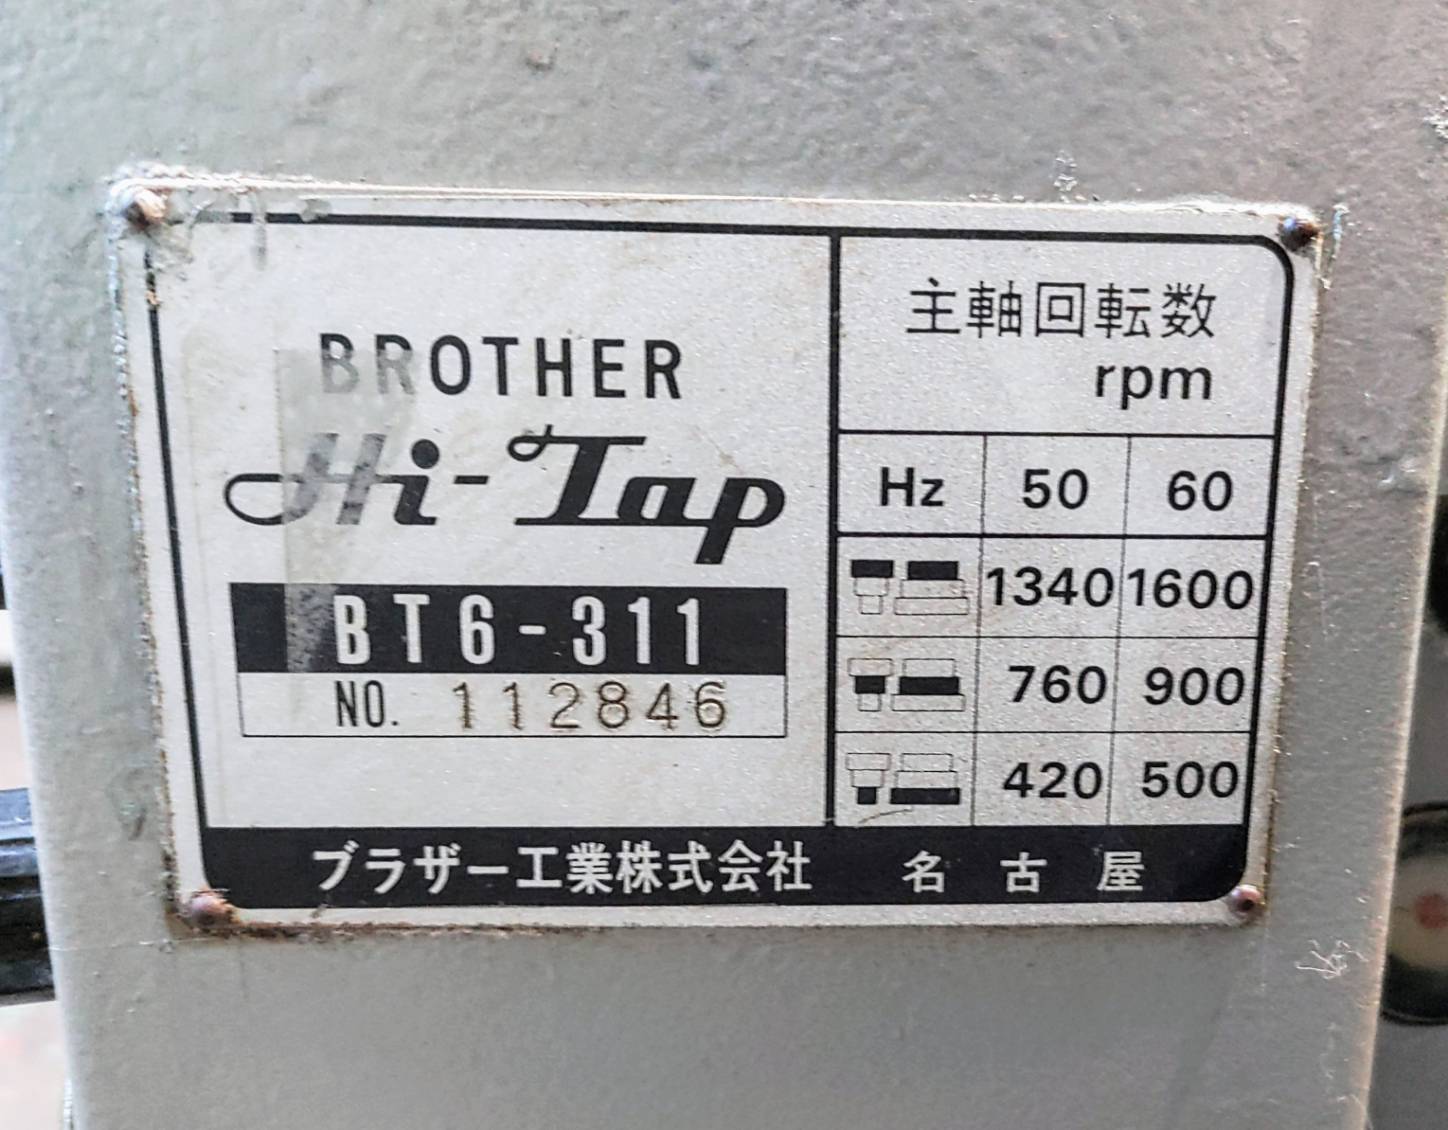 BROTHER
Hi-Tap
BT6-311
NO. 112846
主軸回転数
rpm
Hz 50 60
1340 1600
760 900
420 500
ブラザー工業株式会社 名古屋